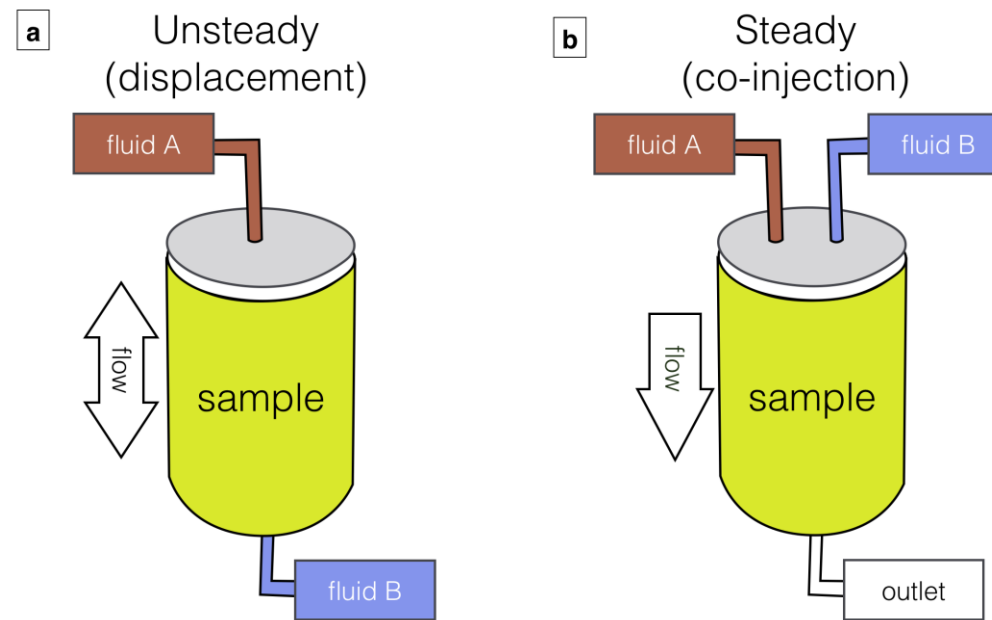 a
Unsteady
(displacement)
fluid A
flow
sample
fluid B
b
Steady
(co-injection)
fluid A
fluid B
flow
sample
outlet